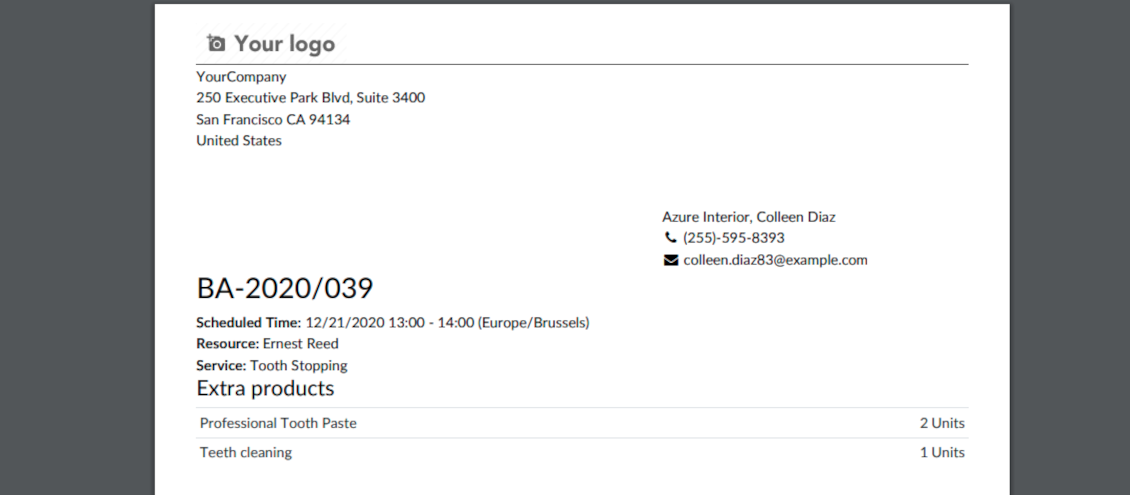 Your logo
YourCompany
250 Executive Park Blvd, Suite 3400
San Francisco CA 94134
United States
Azure Interior, Colleen Diaz
(255)-595-8393
colleen.diaz83@example.com
BA-2020/039
Scheduled Time: 12/21/2020 13:00 - 14:00 (Europe/Brussels)
Resource: Ernest Reed
Service: Tooth Stopping
Extra products
Professional Tooth Paste 2 Units
Teeth cleaning 1 Units